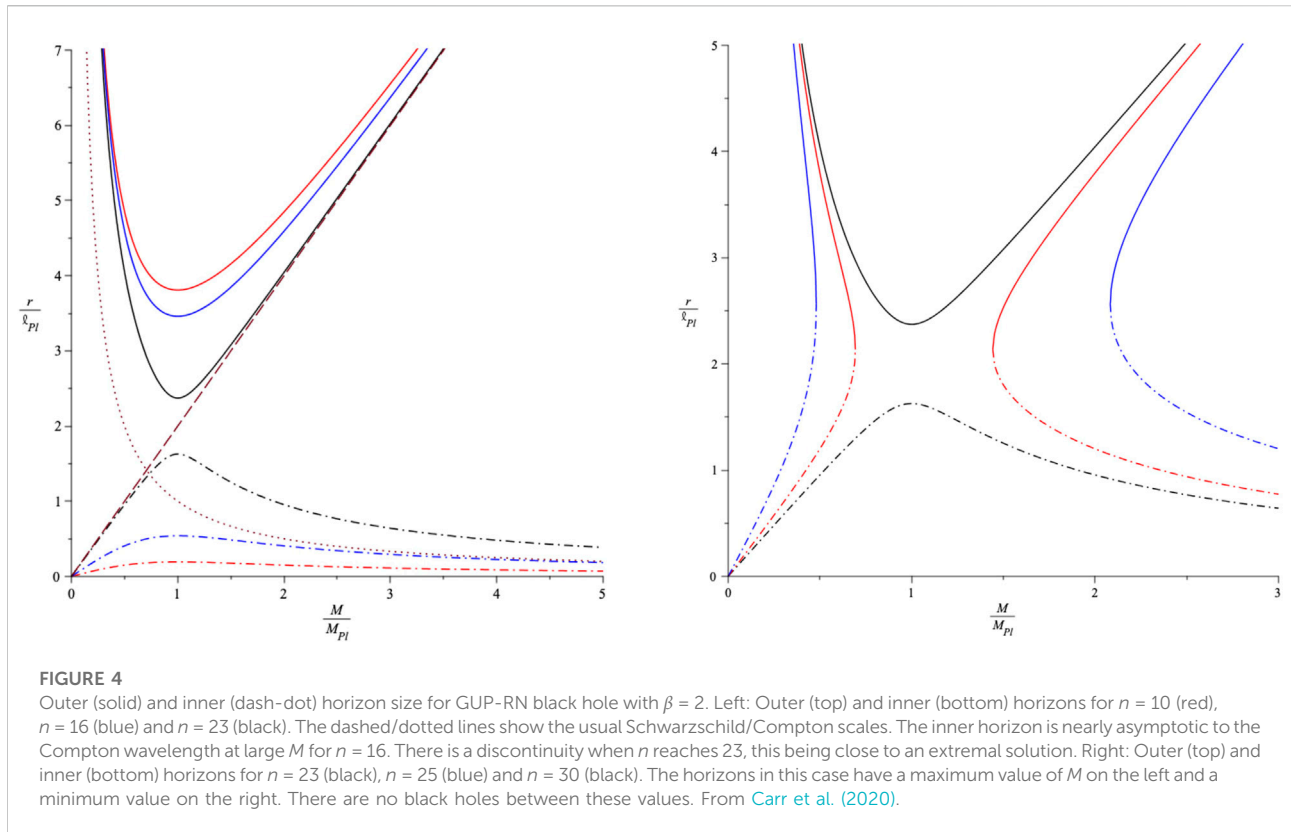 7
6
5
4
r
ℓPl
3
2
1
0
0
1
2
3
4
5
M
MPl
5
4
3
r
ℓPl
2
1
0
0
1
2
3
M
MPl
FIGURE 4
Outer (solid) and inner (dash-dot) horizon size for GUP-RN black hole with β = 2. Left: Outer (top) and inner (bottom) horizons for n = 10 (red),
n = 16 (blue) and n = 23 (black). The dashed/dotted lines show the usual Schwarzschild/Compton scales. The inner horizon is nearly asymptotic to the
Compton wavelength at large M for n = 16. There is a discontinuity when n reaches 23, this being close to an extremal solution. Right: Outer (top) and
inner (bottom) horizons for n = 23 (black), n = 25 (blue) and n = 30 (black). The horizons in this case have a maximum value of M on the left and a
minimum value on the right. There are no black holes between these values. From Carr et al. (2020).